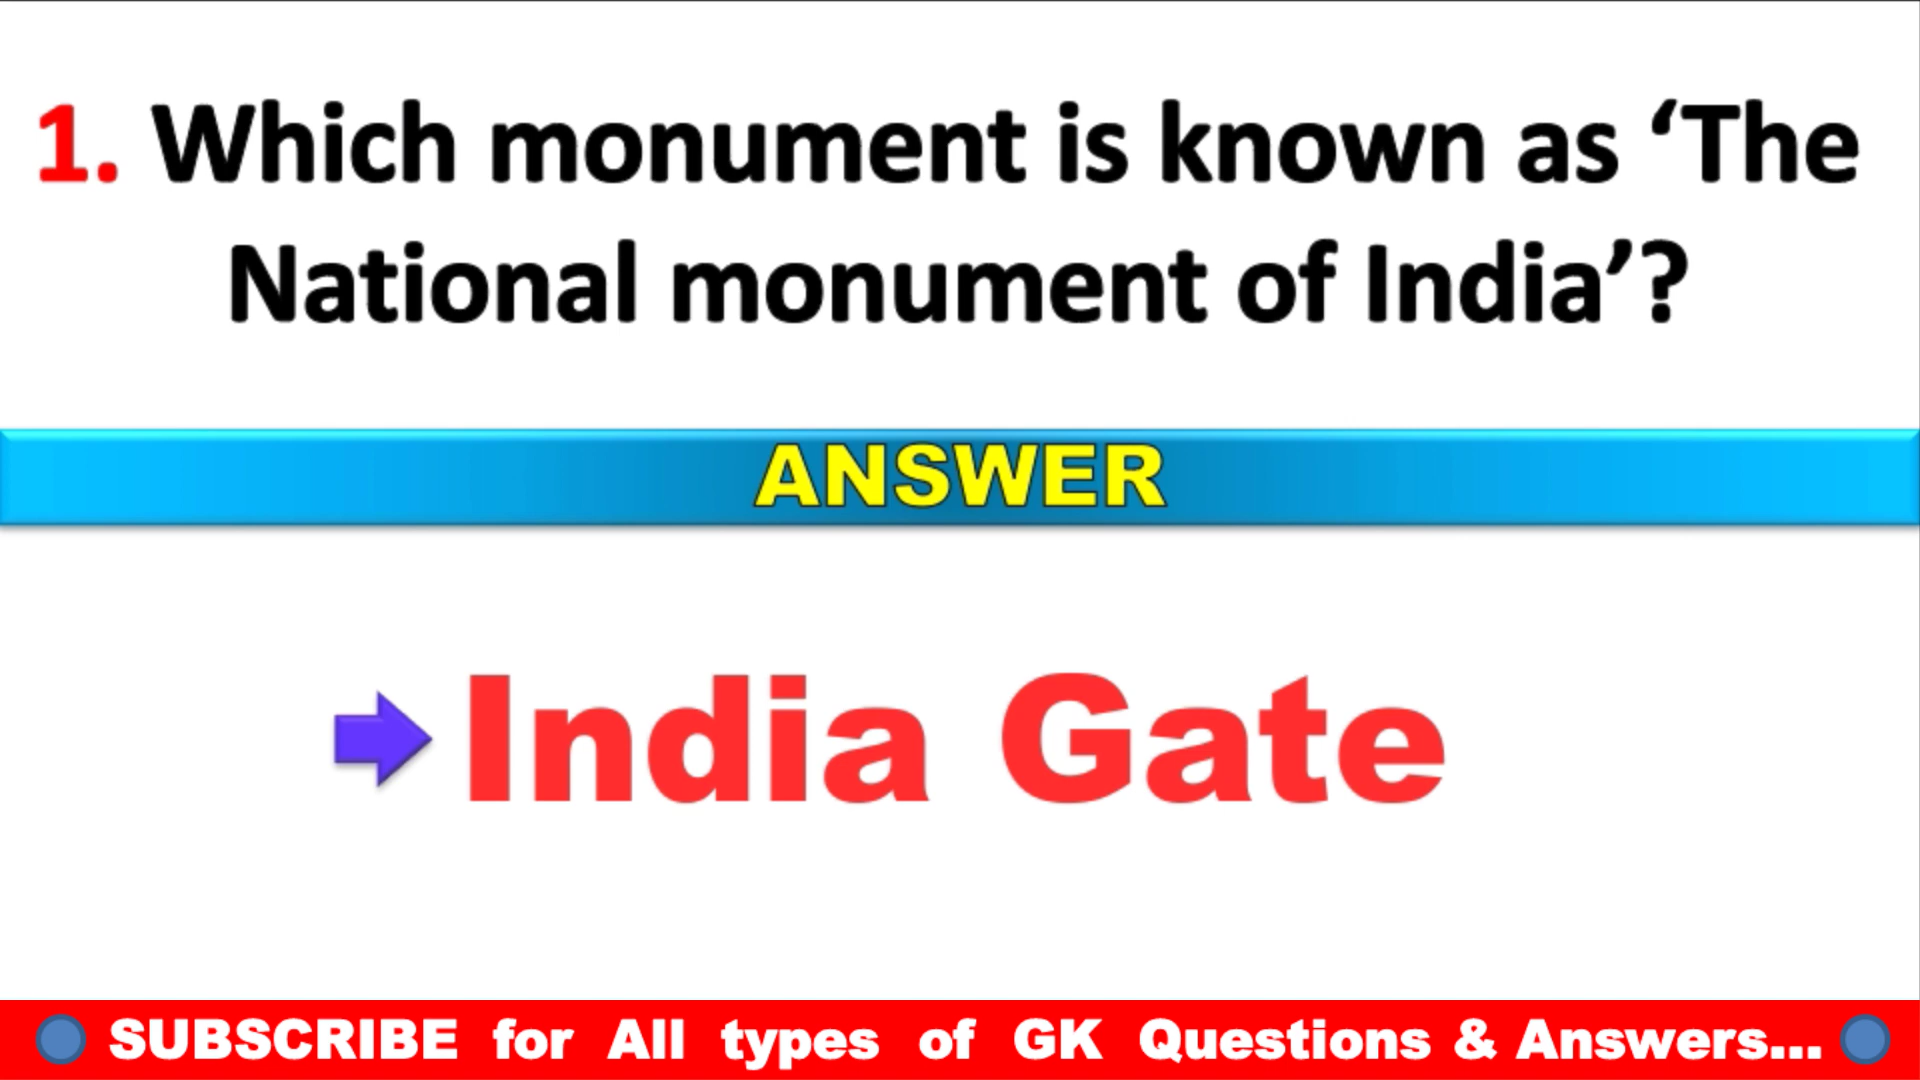 1. Which monument is known as ‘The
National monument of India’?
ANSWER
India Gate
SUBSCRIBE for All types of GK Questions & Answers...